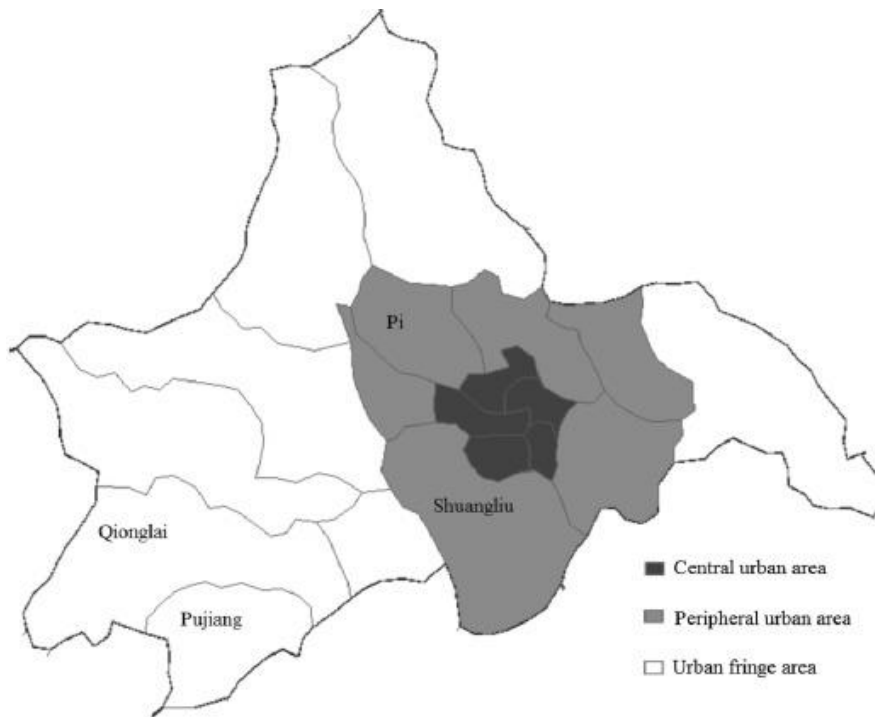 Pi
Shuangliu
Qionglai
Pujiang
Central urban area
Peripheral urban area
Urban fringe area